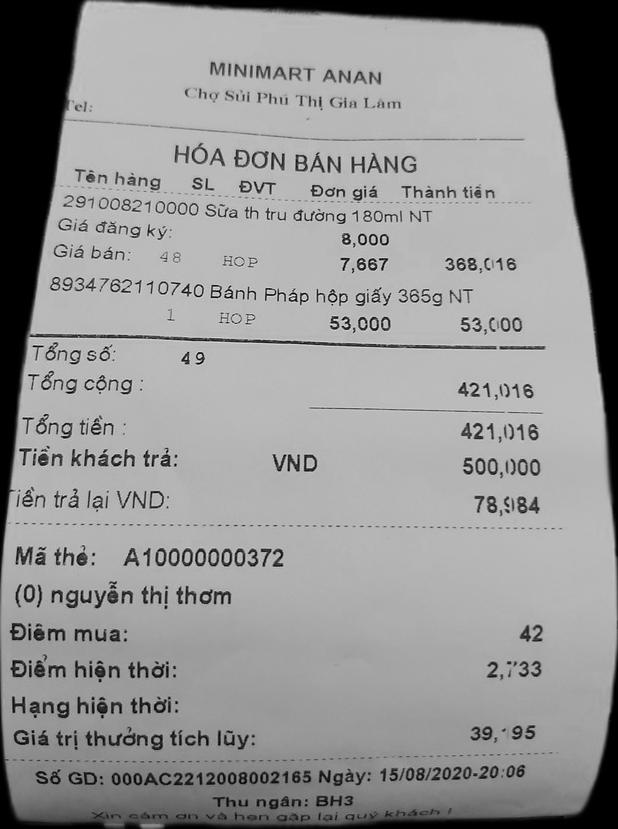 MINIMART ANAN
Chợ Sủi Phú Thị Gia Lâm
Tel:
HÓA ĐƠN BÁN HÀNG
Tên hàng SL ĐVT Đơn giá Thành tiền
291008210000 Sữa th tru đường 180ml NT
Giá đăng ký: 8,000
Giá bán: 48 HOP 7,667 368,016
8934762110740 Bánh Pháp hộp giấy 365g NT
1 HOP 53,000 53,000
Tổng số: 49
Tổng cộng : 421,016
Tổng tiền : 421,016
Tiền khách trả: VND 500,000
Tiền trả lại VND: 78,984
Mã thẻ: A10000000372
(0) nguyễn thị thơm
Điểm mua: 42
Điểm hiện thời: 2,733
Hạng hiện thời:
Giá trị thưởng tích lũy:
Số GD: 000AC2212008002165 Ngày: 15/08/2020-20:06
Thu ngân: BH3
Xin cám ơn và hẹn gặp lại quý khách !